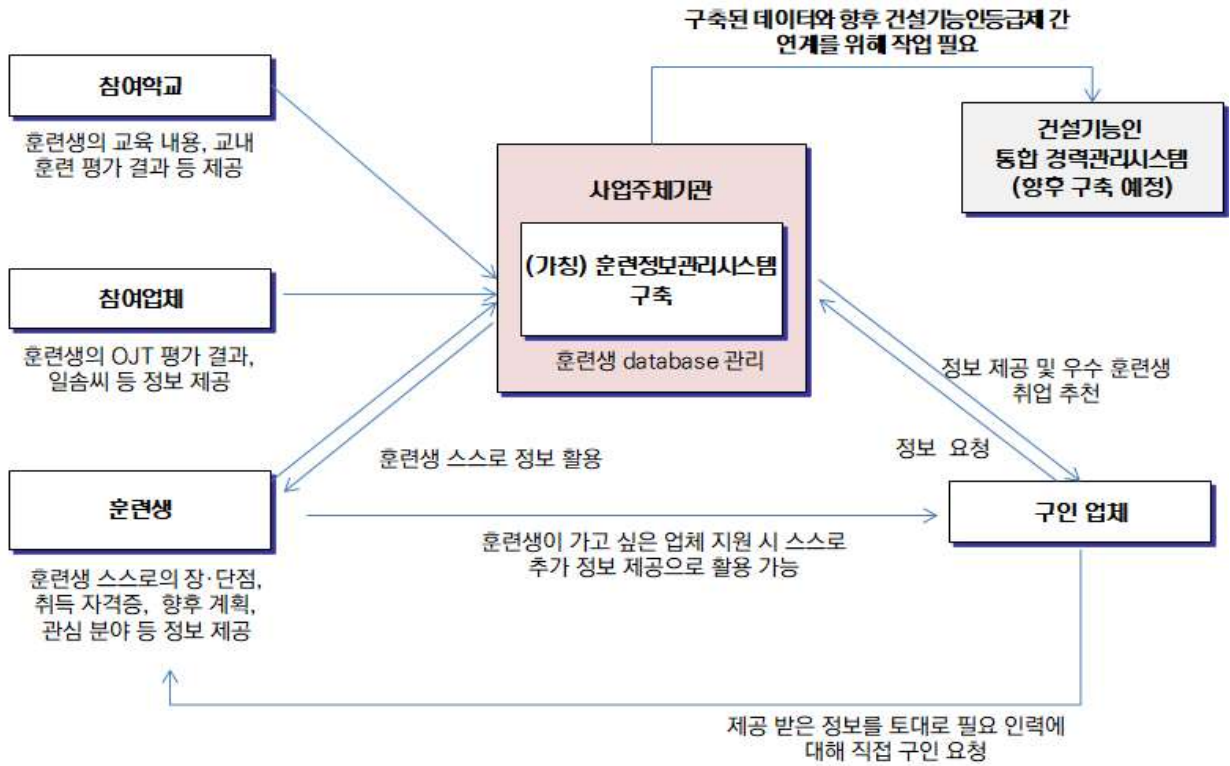 구축된 데이터와 향후 건설기능인등급제 간
연계를 위해 작업 필요
참여학교
훈련생의 교육 내용, 교내
훈련 평가 결과 등 제공
건설기능인
통합 경력관리시스템
(향후 구축 예정)
사업주체기관
(가칭) 훈련정보관리시스템
구축
훈련생 database 관리
참여업체
훈련생의 OJT 평가 결과,
일솜씨 등 정보 제공
정보 제공 및 우수 훈련생
취업 추천
정보 요청
훈련생 스스로 정보 활용
훈련생
구인 업체
훈련생이 가고 싶은 업체 지원 시 스스로
추가 정보 제공으로 활용 가능
훈련생 스스로의 장·단점,
취득 자격증, 향후 계획,
관심 분야 등 정보 제공
제공 받은 정보를 토대로 필요 인력에
대해 직접 구인 요청